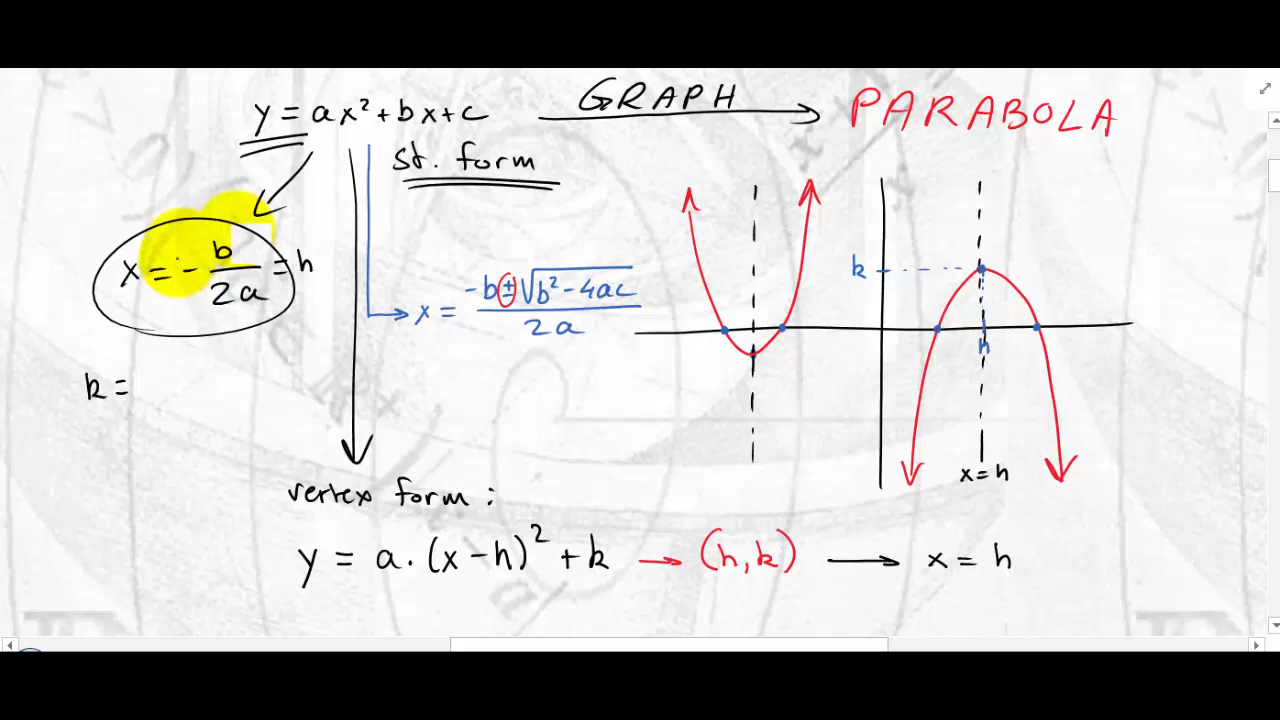 y = ax² + bx + c GRAPH PARABOLA
st. form
x = - b/2a = h
x = -b ± √b² - 4ac / 2a
k
h
k =
x = h
vertex form :
y = a · (x - h)² + k → (h, k) → x = h